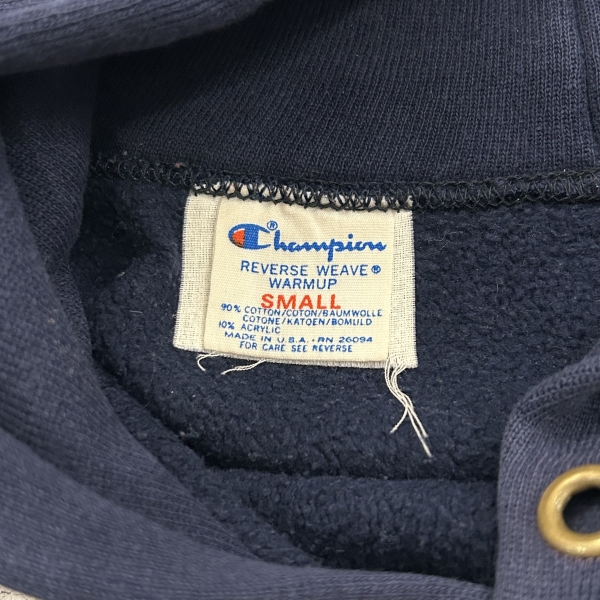 Champion®
REVERSE WEAVE®
WARMUP
SMALL
90% COTTON/COTON/BAUMWOLLE
COTONE/KATOEN/BOMULD
10% ACRYLIC
MADE IN U.S.A. · RN 26094
FOR CARE SEE REVERSE